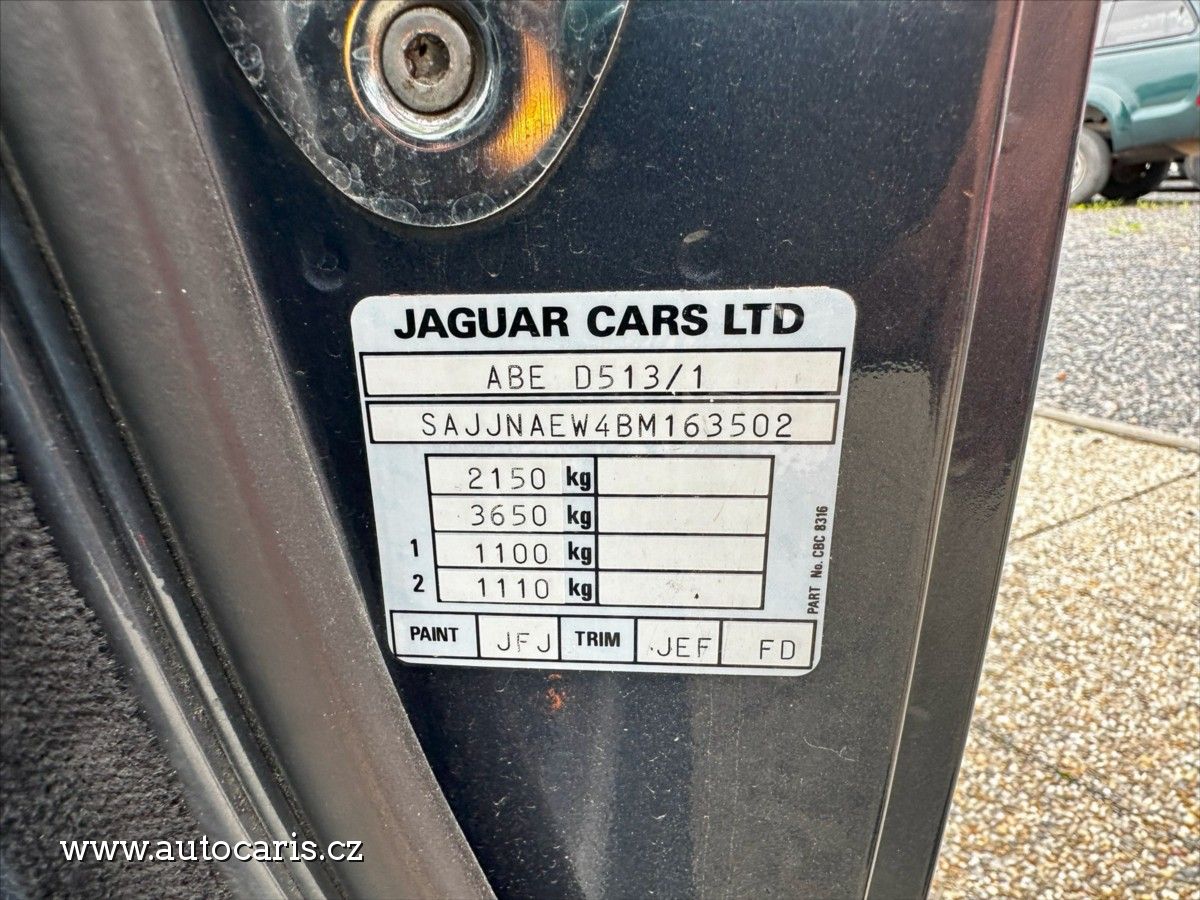 JAGUAR CARS LTD
ABE D513/1
SAJJNAEW4BM163502
2150 kg
3650 kg
1 1100 kg
2 1110 kg
PART No. CBC 8316
PAINT JFJ TRIM JEF FD
www.autocaris.cz